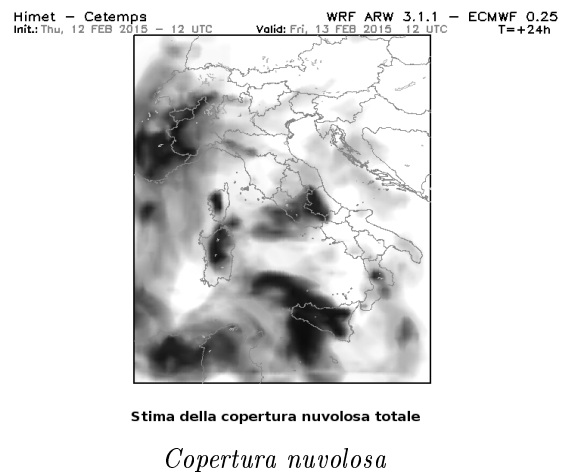 Himet – Cetemps WRF ARW 3.1.1 – ECMWF 0.25
Init.: Thu, 12 FEB 2015 – 12 UTC Valid: Fri, 13 FEB 2015 12 UTC T=+24h
Stima della copertura nuvolosa totale
Copertura nuvolosa